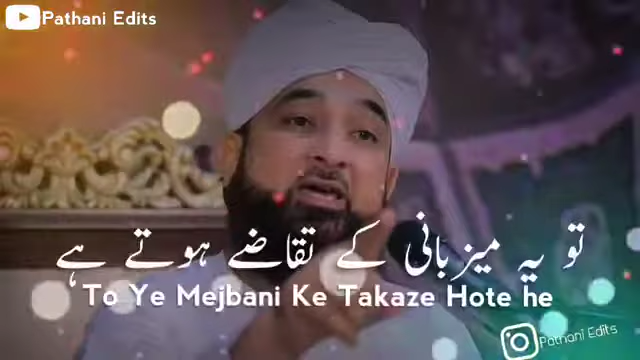 Pathani Edits
تو یہ میزبانی کے تقاضے ہوتے ہے
To Ye Mejbani Ke Takaze Hote he
Pathani Edits